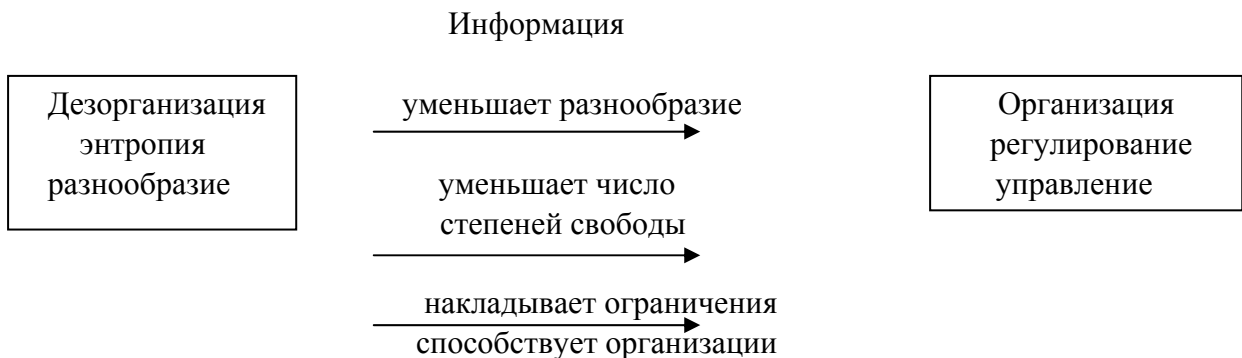 Информация
Дезорганизация
энтропия
разнообразие
уменьшает разнообразие
уменьшает число
степеней свободы
накладывает ограничения
способствует организации
Организация
регулирование
управление